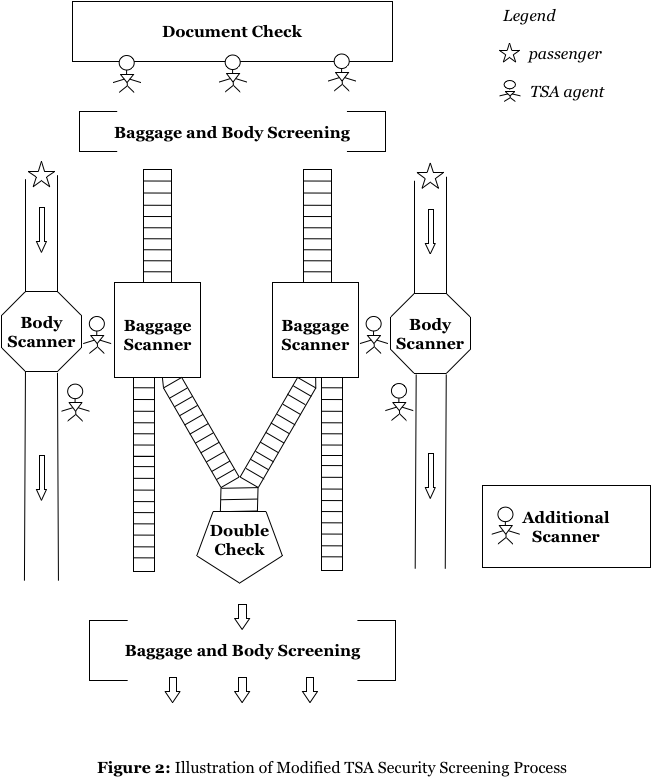 Document Check
Legend
passenger
TSA agent
Baggage and Body Screening
Body
Scanner
Baggage
Scanner
Baggage
Scanner
Body
Scanner
Double
Check
Additional
Scanner
Baggage and Body Screening
Figure 2: Illustration of Modified TSA Security Screening Process